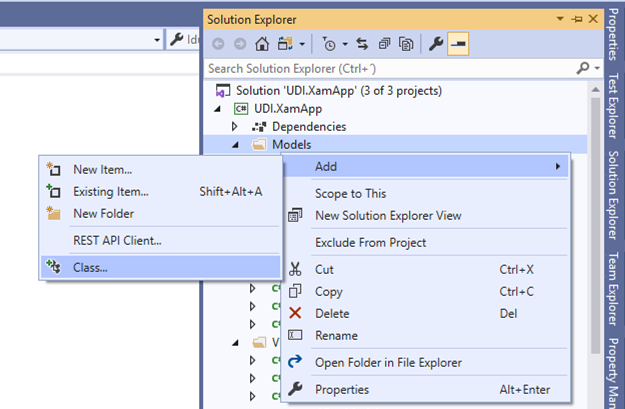 Solution Explorer
Search Solution Explorer (Ctrl+´)
Solution 'UDI.XamApp' (3 of 3 projects)
C# UDI.XamApp
Dependencies
Models
Add
Scope to This
New Solution Explorer View
Exclude From Project
Cut Ctrl+X
Copy Ctrl+C
Delete Del
Rename
Open Folder in File Explorer
Properties Alt+Enter
New Item...
Existing Item... Shift+Alt+A
New Folder
REST API Client...
Class...
Properties
Test Explorer
Solution Explorer
Team Explorer